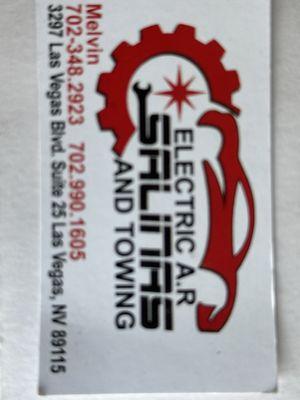 ELECTRIC A.R
SALINAS
AND TOWING
Melvin
702-348.2923 702.990.1605
3297 Las Vegas Blvd. Suite 25 Las Vegas, NV 89115